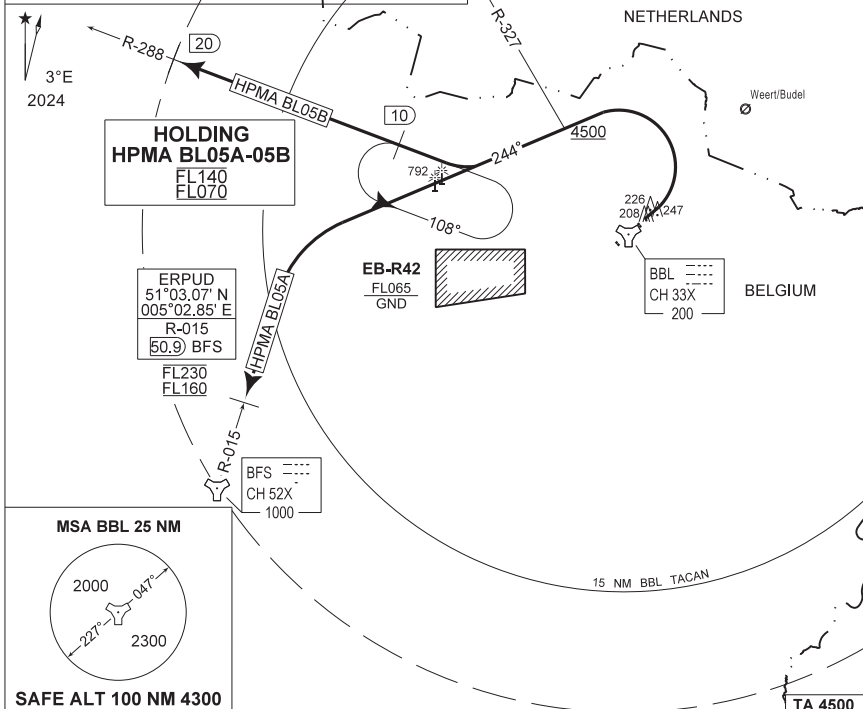 NETHERLANDS
R-327
R-288
20
3°E
2024
HPMA BL05B
Weert/Budel
10
4500
HOLDING
HPMA BL05A-05B
FL140
FL070
244°
792
108°
226
208
247
EB-R42
FL065
GND
BBL
CH 33X
200
BELGIUM
ERPUD
51°03.07' N
005°02.85' E
R-015
50.9 BFS
FL230
FL160
HPMA BL05A
R-015
BFS
CH 52X
1000
MSA BBL 25 NM
2000
047°
227°
2300
SAFE ALT 100 NM 4300
15 NM BBL TACAN
TA 4500